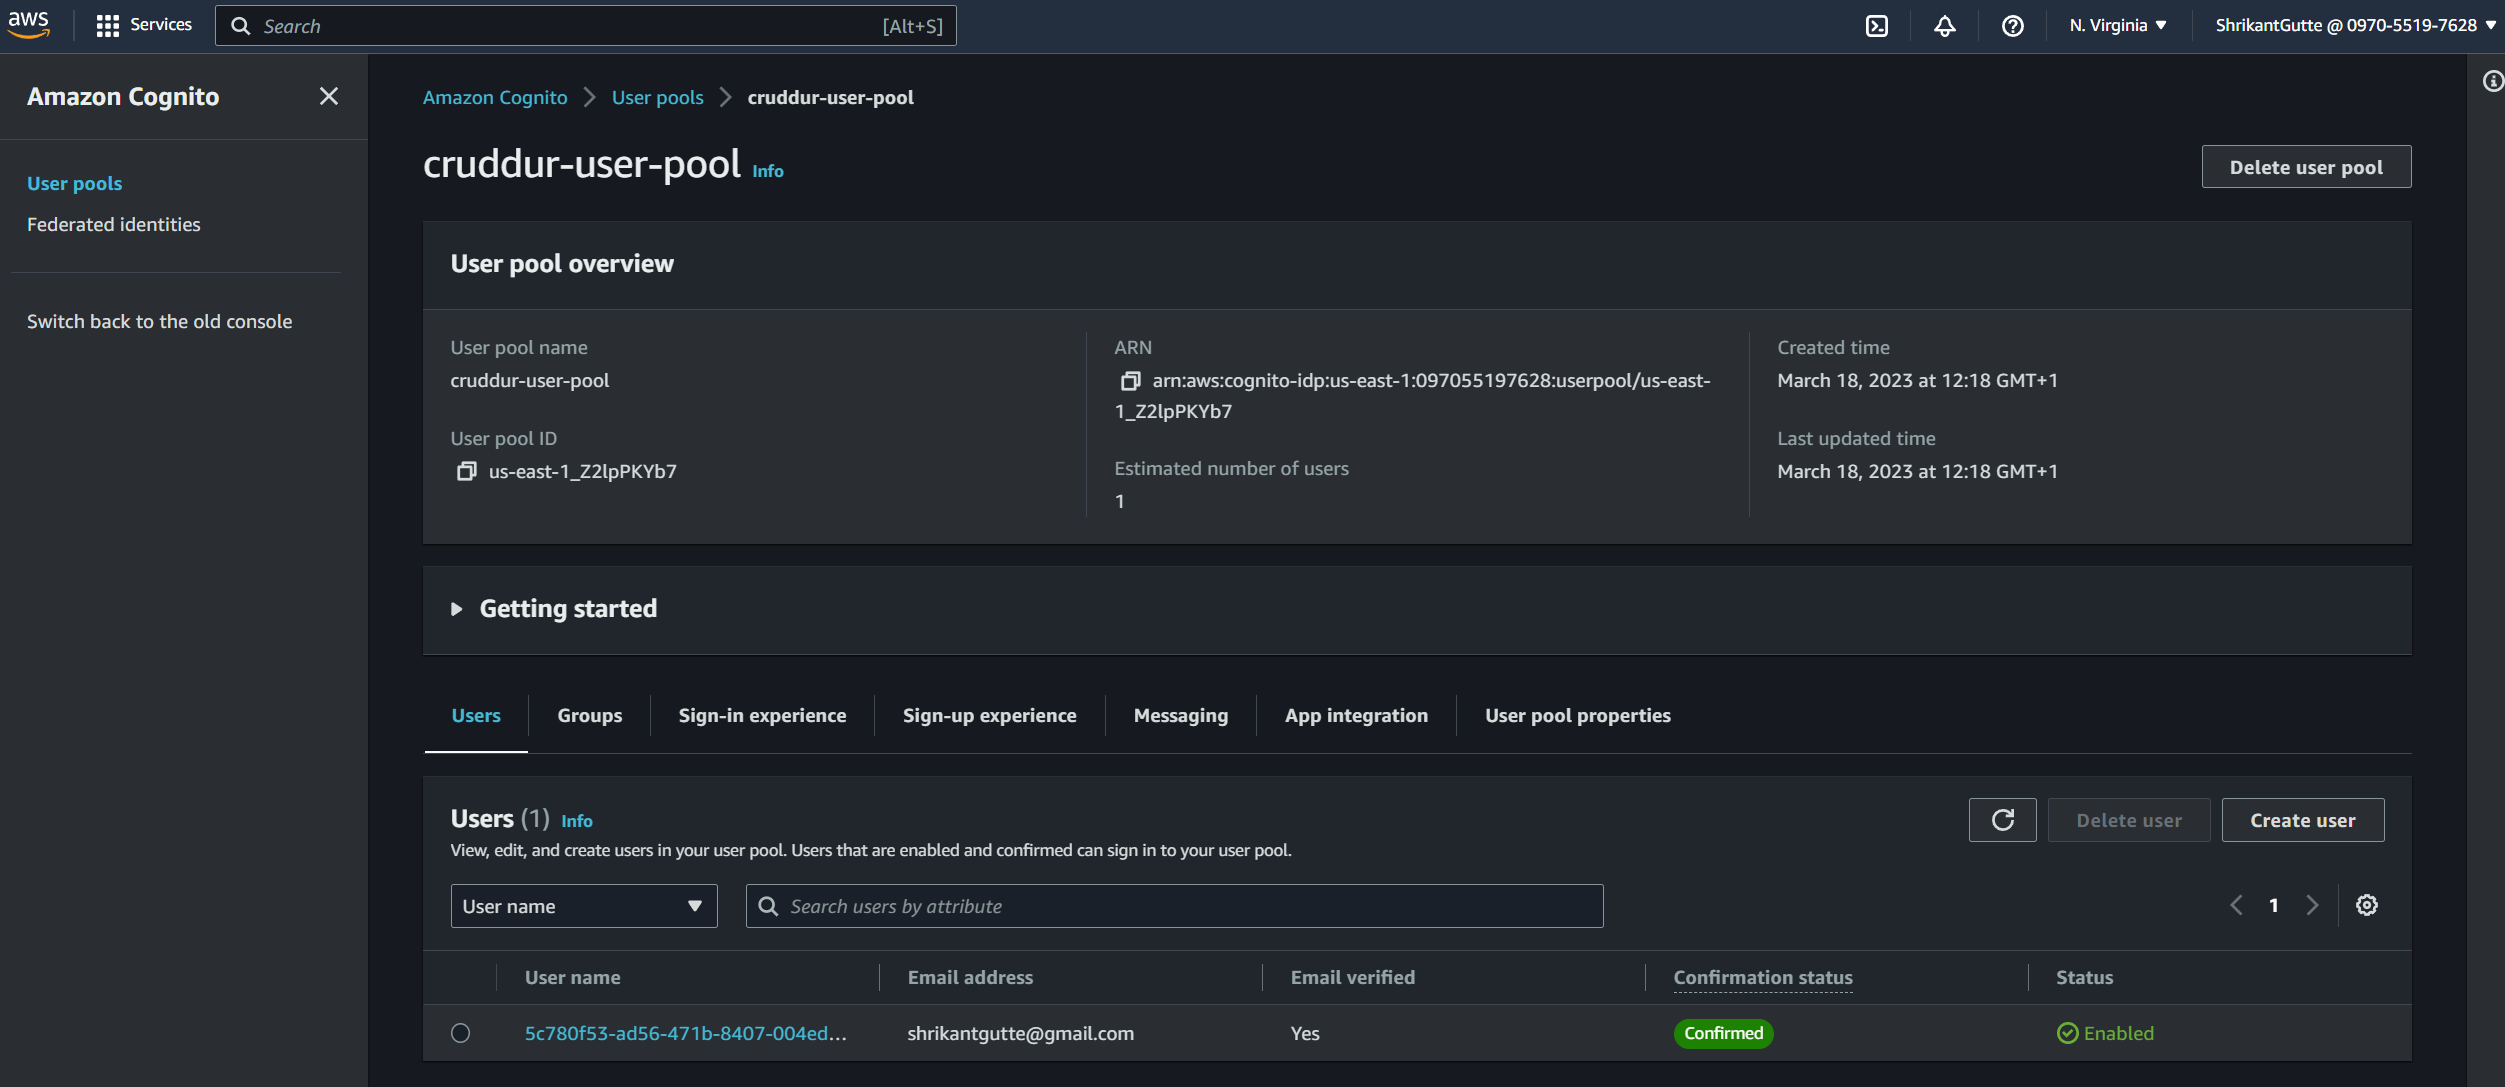 aws
Services
Search
[Alt+S]
N. Virginia
ShrikantGutte @ 0970-5519-7628
Amazon Cognito
User pools
Federated identities
Switch back to the old console
Amazon Cognito
User pools
cruddur-user-pool
cruddur-user-pool Info
Delete user pool
User pool overview
User pool name
cruddur-user-pool
User pool ID
us-east-1_Z2lpPKYb7
ARN
arn:aws:cognito-idp:us-east-1:097055197628:userpool/us-east-
1_Z2lpPKYb7
Estimated number of users
1
Created time
March 18, 2023 at 12:18 GMT+1
Last updated time
March 18, 2023 at 12:18 GMT+1
Getting started
Users
Groups
Sign-in experience
Sign-up experience
Messaging
App integration
User pool properties
Users (1) Info
View, edit, and create users in your user pool. Users that are enabled and confirmed can sign in to your user pool.
Delete user
Create user
User name
Search users by attribute
1
User name
Email address
Email verified
Confirmation status
Status
5c780f53-ad56-471b-8407-004ed...
shrikantgutte@gmail.com
Yes
Confirmed
Enabled